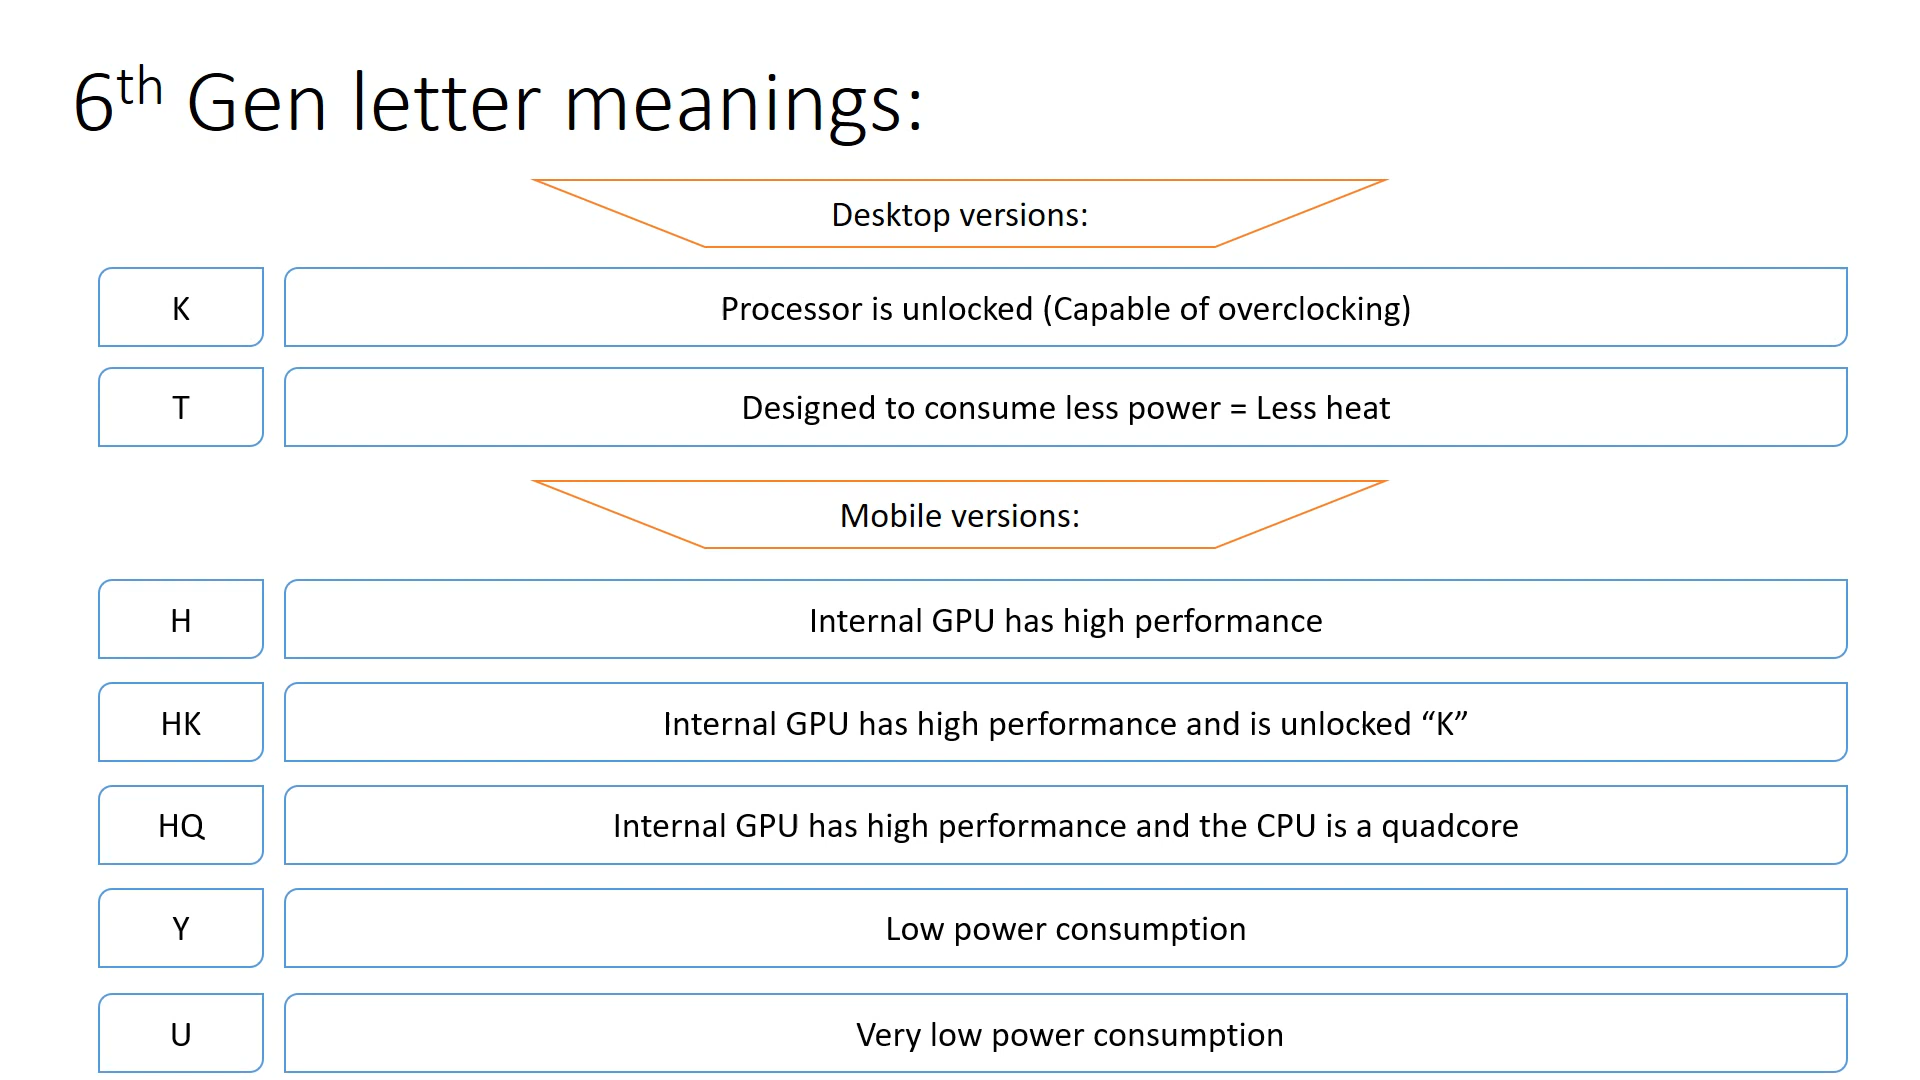 6th Gen letter meanings:
Desktop versions:
K
Processor is unlocked (Capable of overclocking)
T
Designed to consume less power = Less heat
Mobile versions:
H
Internal GPU has high performance
HK
Internal GPU has high performance and is unlocked “K”
HQ
Internal GPU has high performance and the CPU is a quadcore
Y
Low power consumption
U
Very low power consumption